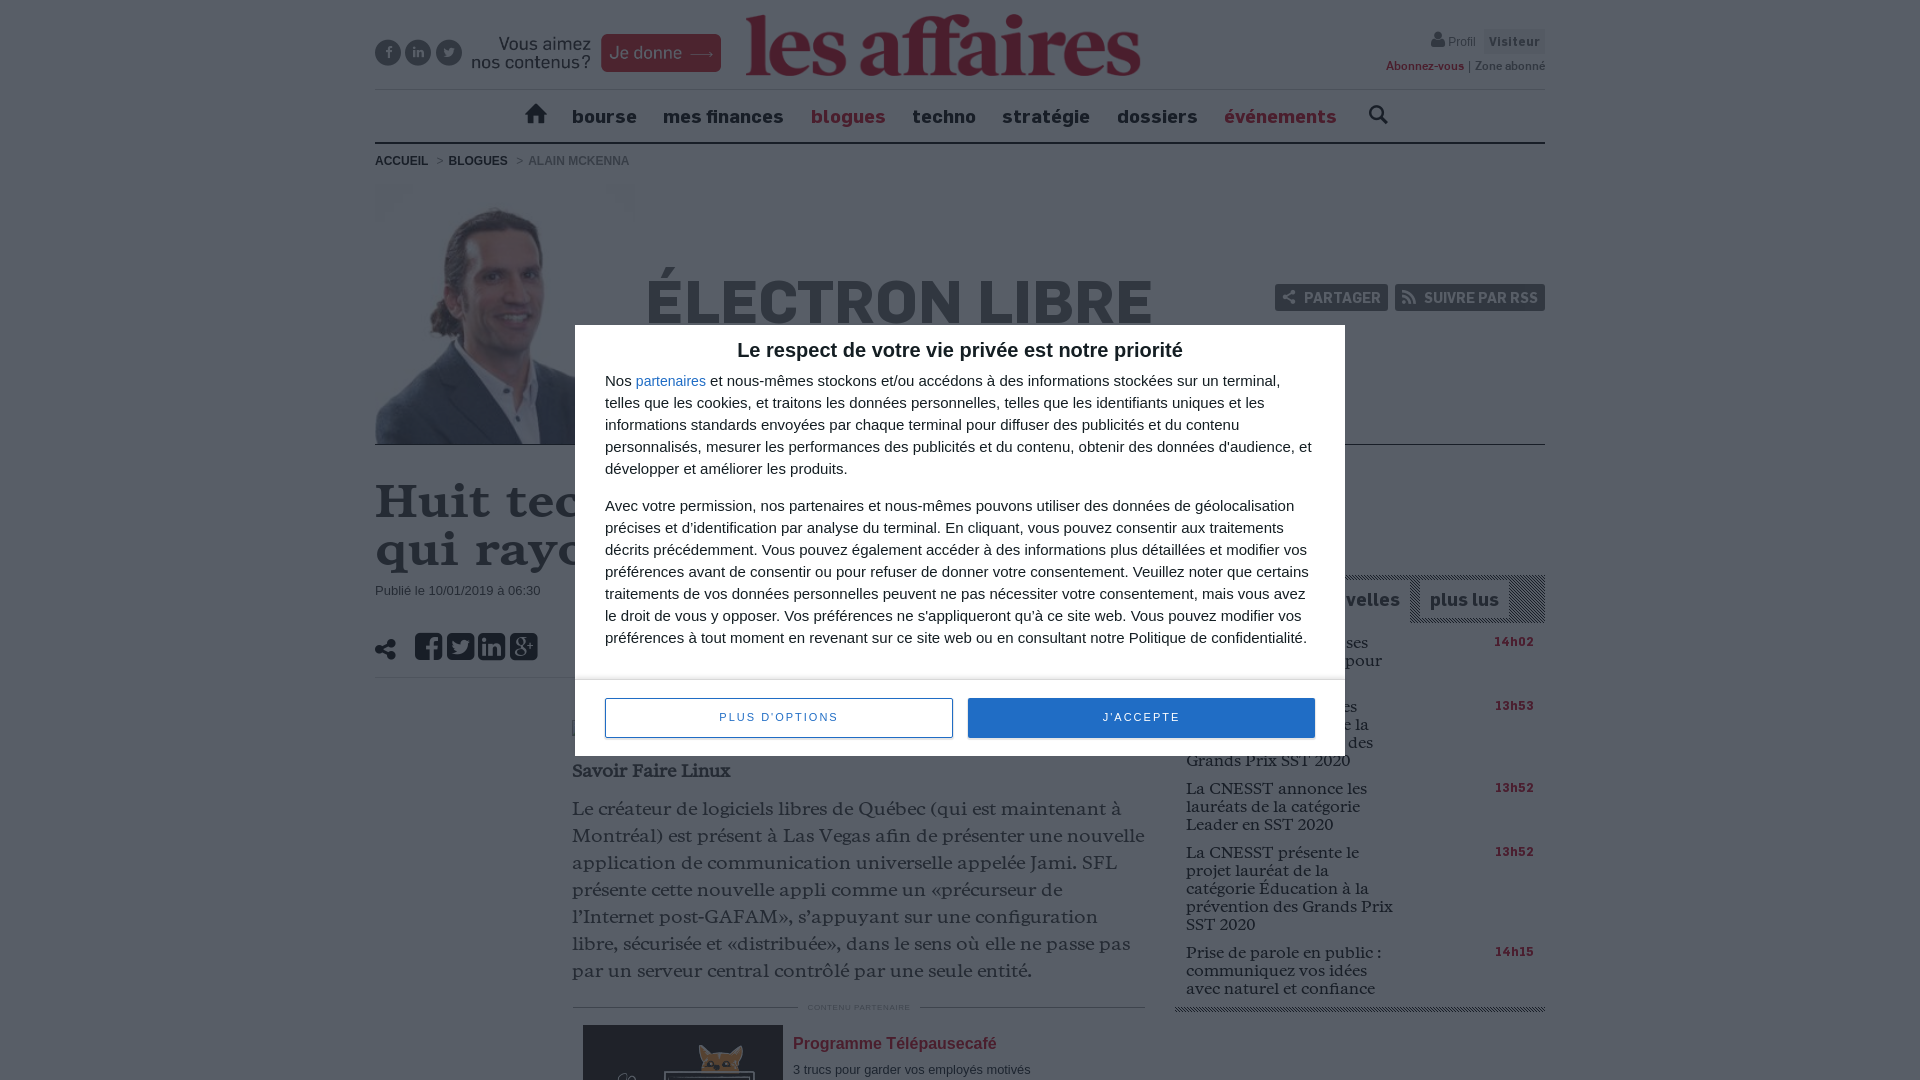 Vous aimez
nos contenus?
Je donne
les affaires
Profil Visiteur
Abonnez-vous | Zone abonné
bourse mes finances blogues techno stratégie dossiers événements
ACCUEIL > BLOGUES > ALAIN MCKENNA
ÉLECTRON LIBRE
PARTAGER
SUIVRE PAR RSS
Le respect de votre vie privée est notre priorité
Nos partenaires et nous-mêmes stockons et/ou accédons à des informations stockées sur un terminal,
telles que les cookies, et traitons les données personnelles, telles que les identifiants uniques et les
informations standards envoyées par chaque terminal pour diffuser des publicités et du contenu
personnalisés, mesurer les performances des publicités et du contenu, obtenir des données d'audience, et
développer et améliorer les produits.
Avec votre permission, nos partenaires et nous-mêmes pouvons utiliser des données de géolocalisation
précises et d’identification par analyse du terminal. En cliquant, vous pouvez consentir aux traitements
décrits précédemment. Vous pouvez également accéder à des informations plus détaillées et modifier vos
préférences avant de consentir ou pour refuser de donner votre consentement. Veuillez noter que certains
traitements de vos données personnelles peuvent ne pas nécessiter votre consentement, mais vous avez
le droit de vous y opposer. Vos préférences ne s'appliqueront qu’à ce site web. Vous pouvez modifier vos
préférences à tout moment en revenant sur ce site web ou en consultant notre Politique de confidentialité.
PLUS D'OPTIONS
J'ACCEPTE
Huit
qui
Publié le 10/01/2019 à 06:30
Savoir Faire Linux
Le créateur de logiciels libres de Québec (qui est maintenant à
Montréal) est présent à Las Vegas afin de présenter une nouvelle
application de communication universelle appelée Jami. SFL
présente cette nouvelle appli comme un «précurseur de
l’Internet post-GAFAM», s’appuyant sur une configuration
libre, sécurisée et «distribuée», dans le sens où elle ne passe pas
par un serveur central contrôlé par une seule entité.
CONTENU PARTENAIRE
Programme Télépausecafé
3 trucs pour garder vos employés motivés
plus lus
14h02
pour
13h53
la
des
Grands Prix SST 2020
La CNESST annonce les
lauréats de la catégorie
Leader en SST 2020
13h52
La CNESST présente le
projet lauréat de la
catégorie Éducation à la
prévention des Grands Prix
SST 2020
13h52
Prise de parole en public :
communiquez vos idées
avec naturel et confiance
14h15